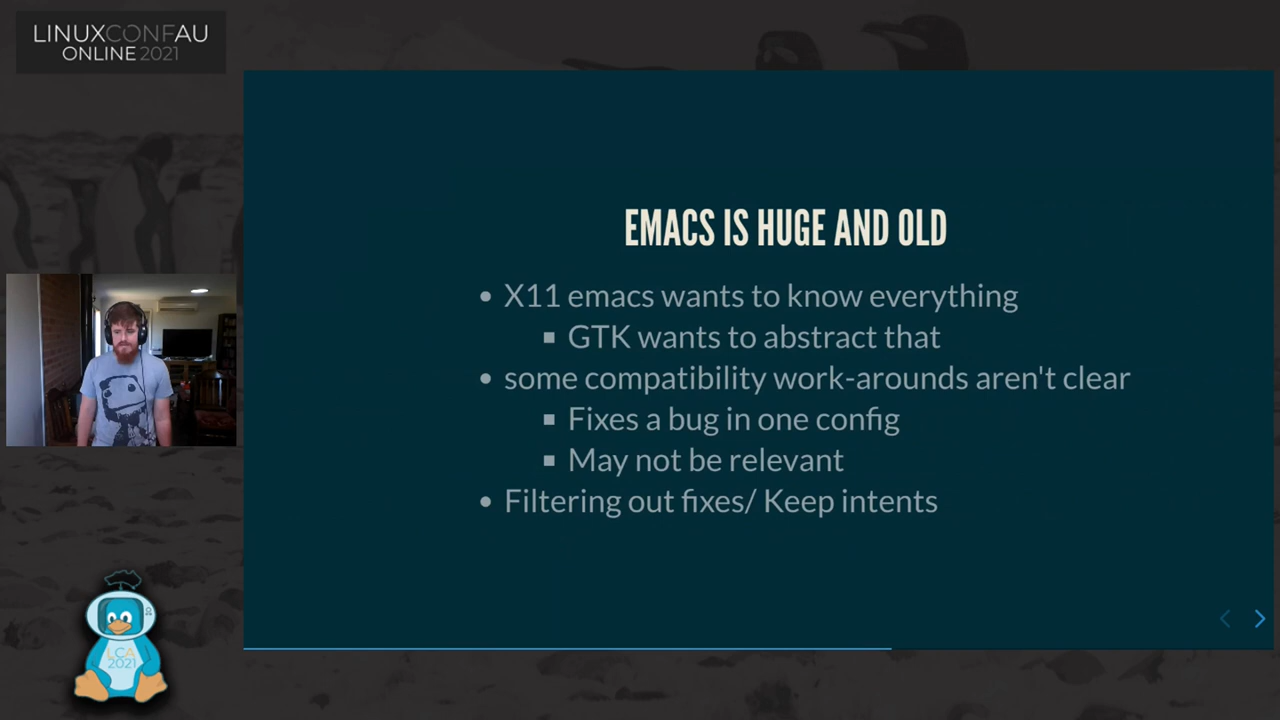 LINUXCONFAU
ONLINE 2021
EMACS IS HUGE AND OLD
• X11 emacs wants to know everything
▪ GTK wants to abstract that
• some compatibility work-arounds aren't clear
▪ Fixes a bug in one config
▪ May not be relevant
• Filtering out fixes/ Keep intents
LCA
2021